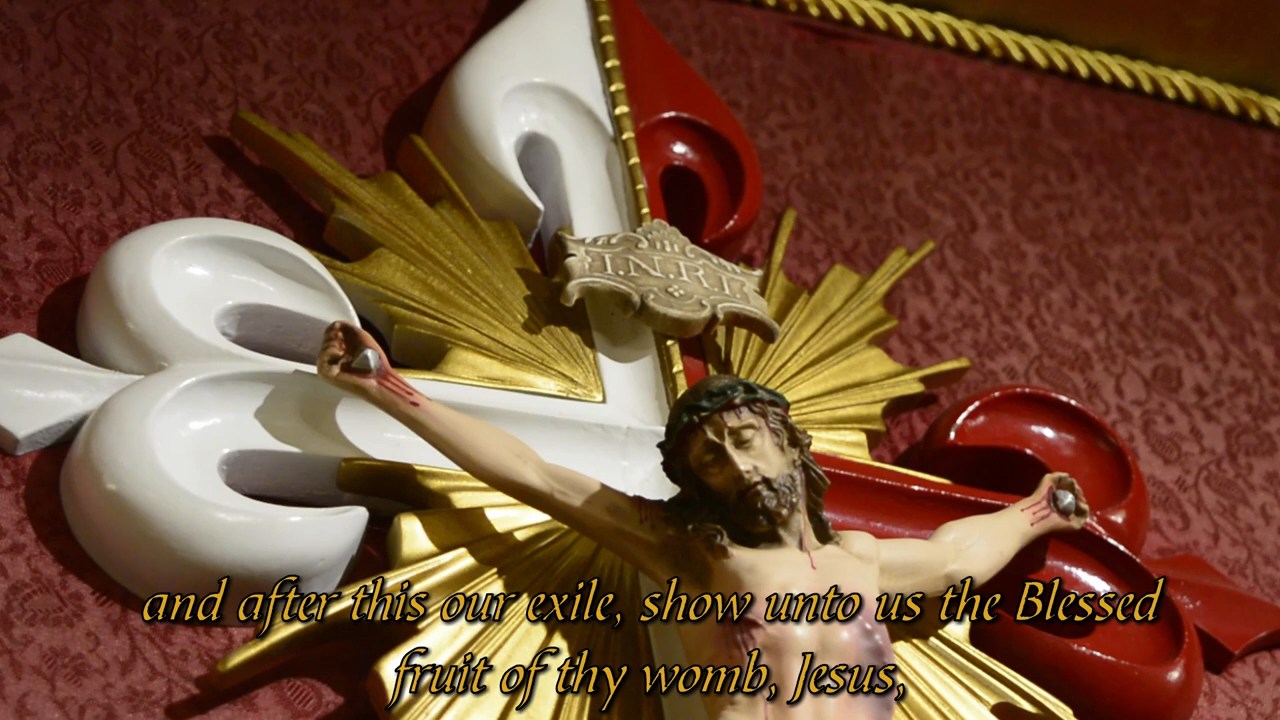 I.N.R.I.
and after this our exile, show unto us the Blessed
fruit of thy womb, Jesus,